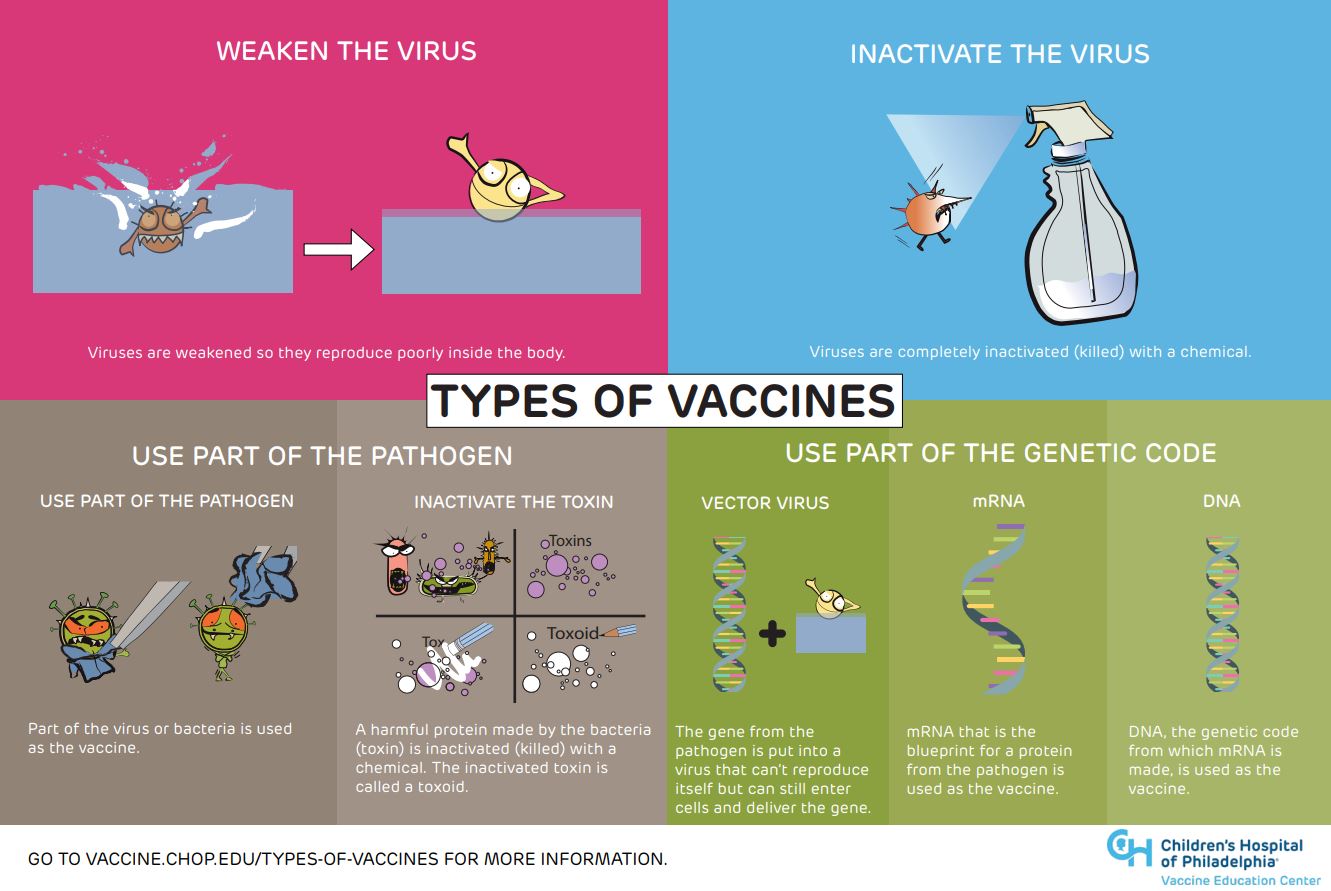 WEAKEN THE VIRUS
Viruses are weakened so they reproduce poorly inside the body.
INACTIVATE THE VIRUS
Viruses are completely inactivated (killed) with a chemical.
TYPES OF VACCINES
USE PART OF THE PATHOGEN
USE PART OF THE PATHOGEN
Part of the virus or bacteria is used
as the vaccine.
INACTIVATE THE TOXIN
Toxins
Tox
Toxoid
A harmful protein made by the bacteria
(toxin) is inactivated (killed) with a
chemical. The inactivated toxin is
called a toxoid.
USE PART OF THE GENETIC CODE
VECTOR VIRUS
The gene from the
pathogen is put into a
virus that can't reproduce
itself but can still enter
cells and deliver the gene.
mRNA
mRNA that is the
blueprint for a protein
from the pathogen is
used as the vaccine.
DNA
DNA, the genetic code
from which mRNA is
made, is used as the
vaccine.
GO TO VACCINE.CHOP.EDU/TYPES-OF-VACCINES FOR MORE INFORMATION.
CH
Children's Hospital
of Philadelphia®
Vaccine Education Center